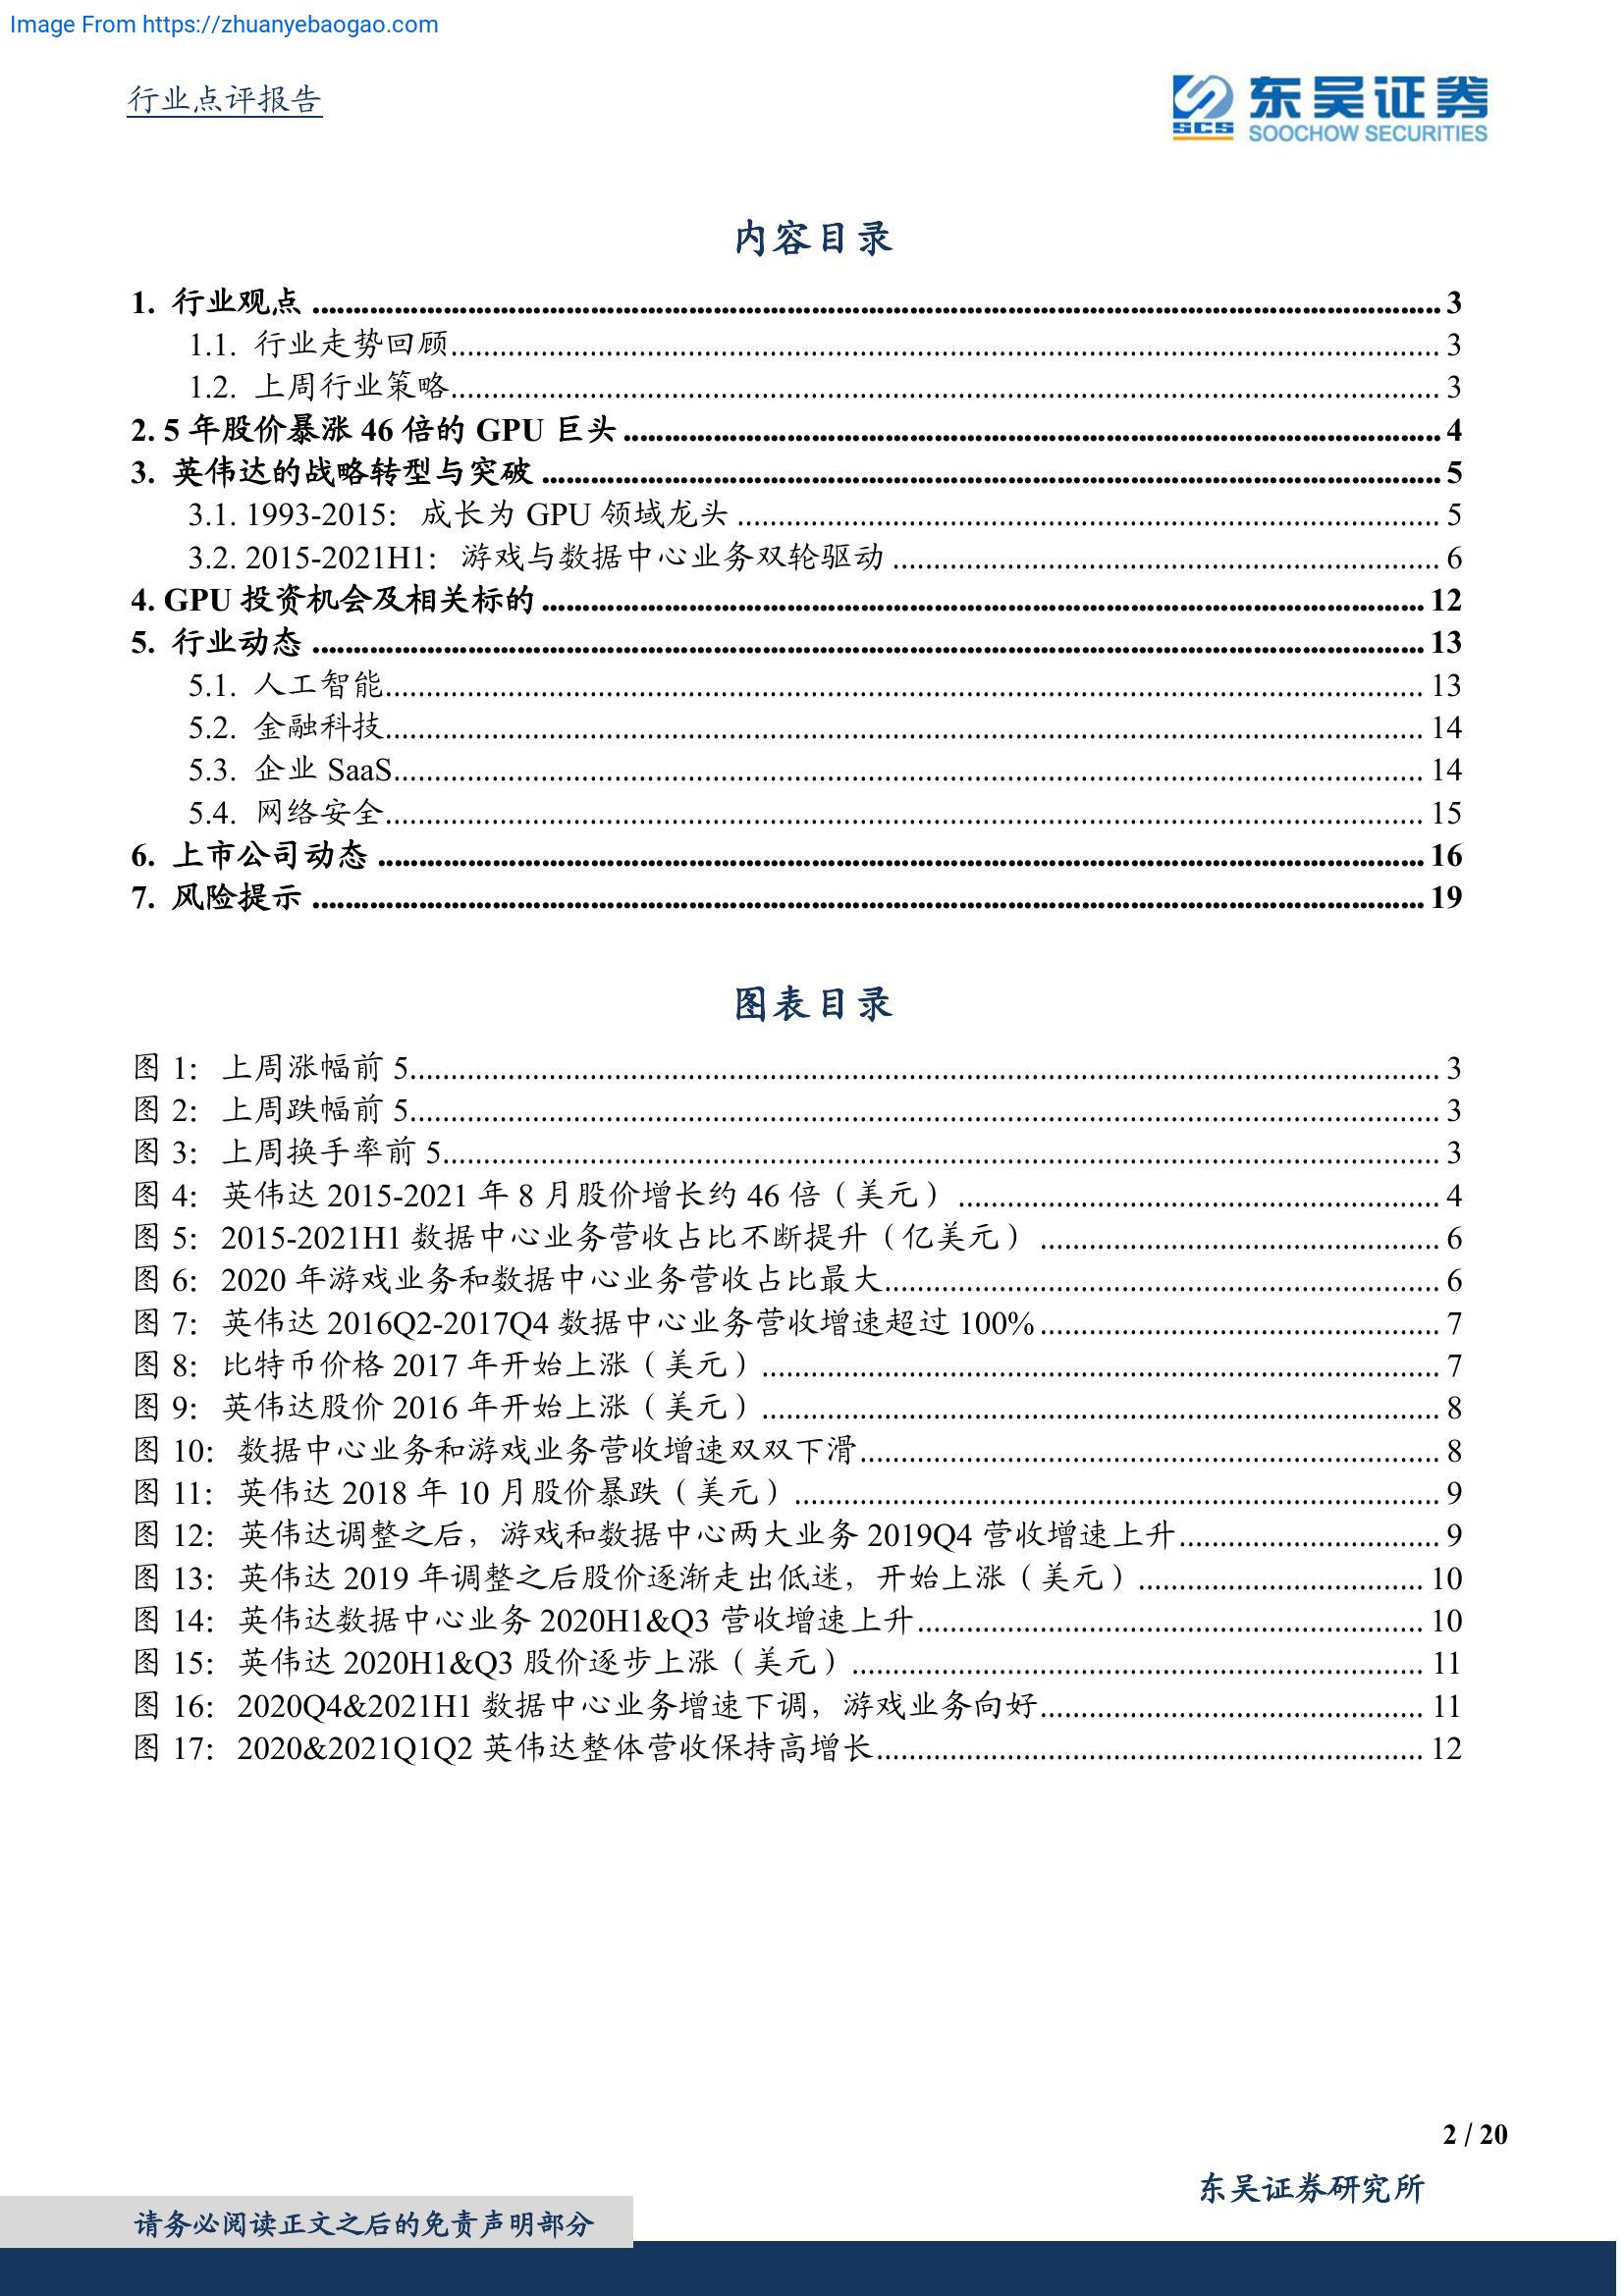 Image From https://zhuanyebaogao.com
行业点评报告
SCS 东吴证券
SOOCHOW SECURITIES
内容目录
1. 行业观点 ........ 3
1.1. 行业走势回顾 ........ 3
1.2. 上周行业策略 ........ 3
2. 5 年股价暴涨 46 倍的 GPU 巨头 ........ 4
3. 英伟达的战略转型与突破 ........ 5
3.1. 1993-2015：成长为 GPU 领域龙头 ........ 5
3.2. 2015-2021H1：游戏与数据中心业务双轮驱动 ........ 6
4. GPU 投资机会及相关标的 ........ 12
5. 行业动态 ........ 13
5.1. 人工智能 ........ 13
5.2. 金融科技 ........ 14
5.3. 企业 SaaS ........ 14
5.4. 网络安全 ........ 15
6. 上市公司动态 ........ 16
7. 风险提示 ........ 19
图表目录
图 1：上周涨幅前 5 ........ 3
图 2：上周跌幅前 5 ........ 3
图 3：上周换手率前 5 ........ 3
图 4：英伟达 2015-2021 年 8 月股价增长约 46 倍（美元） ........ 4
图 5：2015-2021H1 数据中心业务营收占比不断提升（亿美元） ........ 6
图 6：2020 年游戏业务和数据中心业务营收占比最大 ........ 6
图 7：英伟达 2016Q2-2017Q4 数据中心业务营收增速超过 100% ........ 7
图 8：比特币价格 2017 年开始上涨（美元） ........ 7
图 9：英伟达股价 2016 年开始上涨（美元） ........ 8
图 10：数据中心业务和游戏业务营收增速双双下滑 ........ 8
图 11：英伟达 2018 年 10 月股价暴跌（美元） ........ 9
图 12：英伟达调整之后，游戏和数据中心两大业务 2019Q4 营收增速上升 ........ 9
图 13：英伟达 2019 年调整之后股价逐渐走出低迷，开始上涨（美元） ........ 10
图 14：英伟达数据中心业务 2020H1&Q3 营收增速上升 ........ 10
图 15：英伟达 2020H1&Q3 股价逐步上涨（美元） ........ 11
图 16：2020Q4&2021H1 数据中心业务增速下调，游戏业务向好 ........ 11
图 17：2020&2021Q1Q2 英伟达整体营收保持高增长 ........ 12
2 / 20
东吴证券研究所
请务必阅读正文之后的免责声明部分